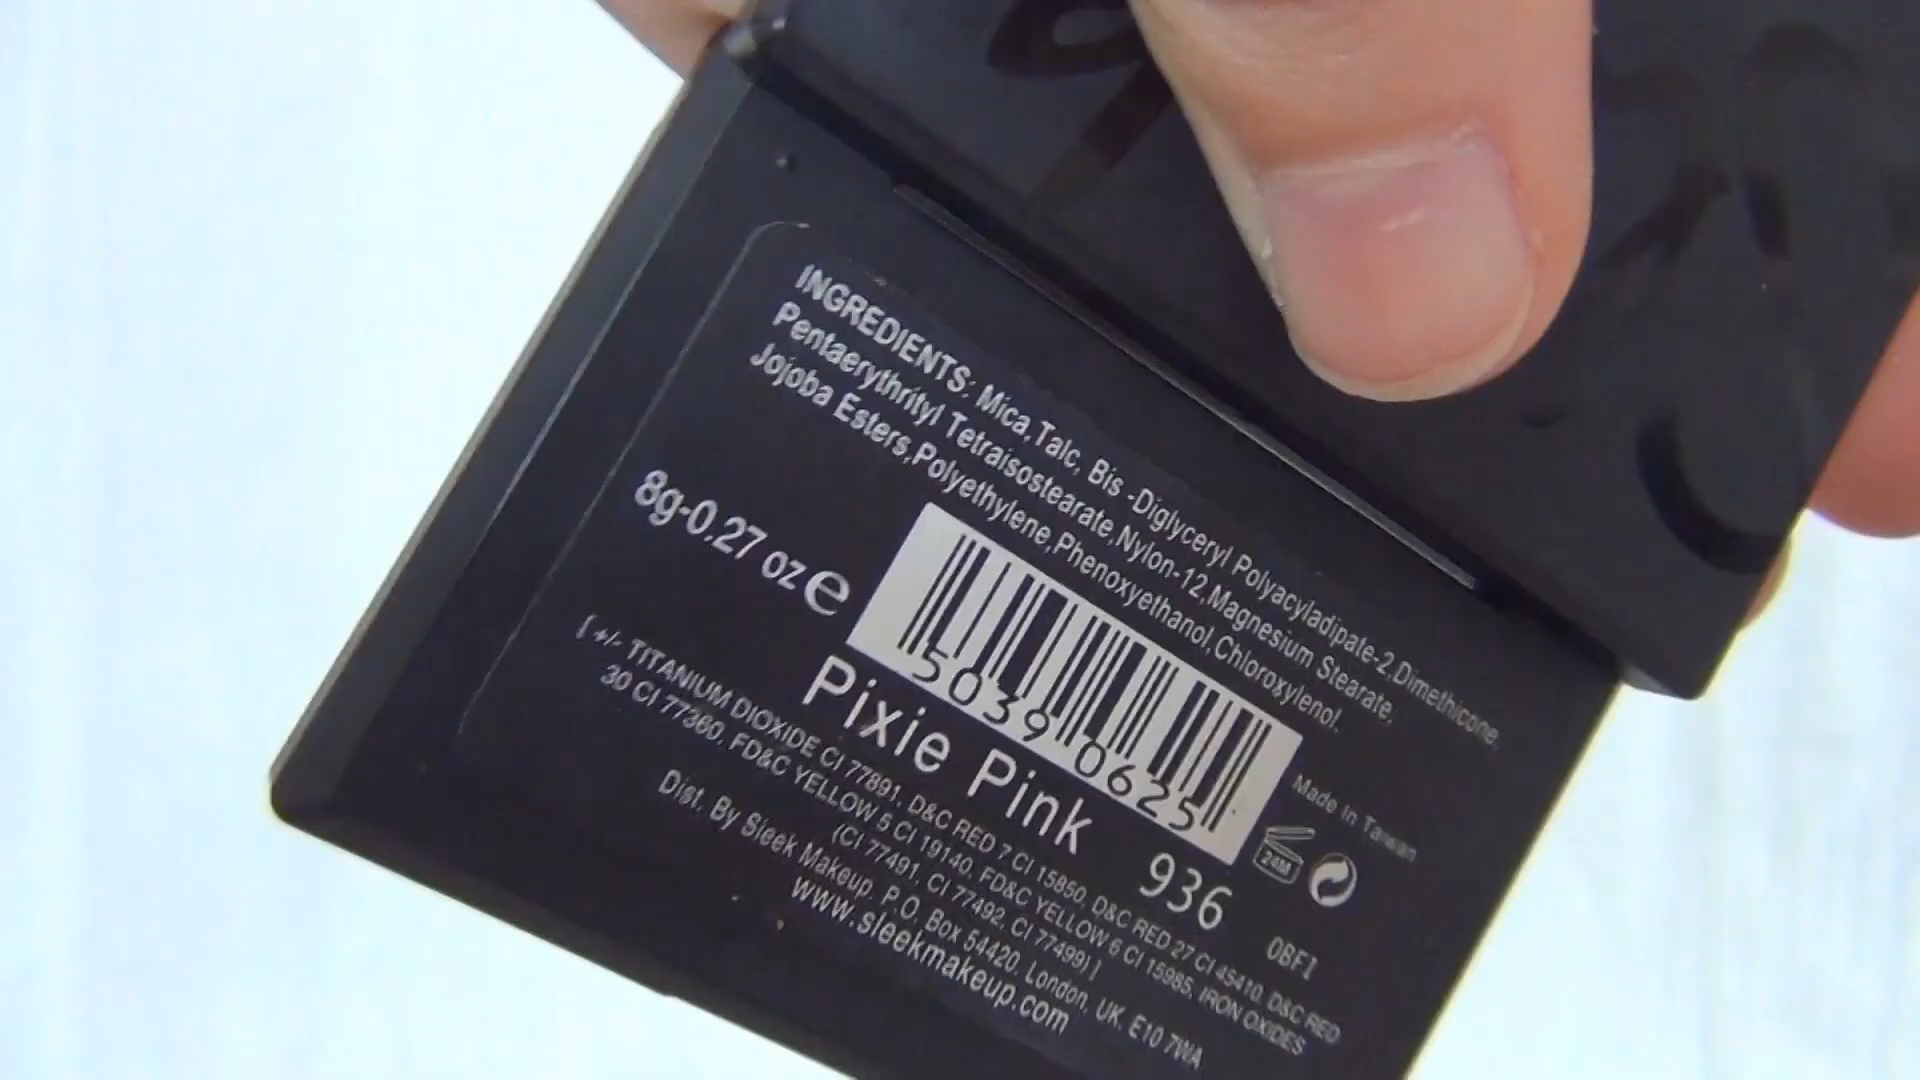 INGREDIENTS: Mica,Talc, Bis -Diglyceryl Polyacyladipate-2,Dimethicone,
Pentaerythrityl Tetraisostearate,Nylon-12,Magnesium Stearate,
Jojoba Esters,Polyethylene,Phenoxyethanol,Chloroxylenol.
8g-0.27 oz e
50390625
Made In Taiwan
Pixie Pink 936
24M
OBFI
[ +/- TITANIUM DIOXIDE CI 77891, D&C RED 7 CI 15850, D&C RED 27 CI 45410, D&C RED
30 CI 77360, FD&C YELLOW 5 CI 19140, FD&C YELLOW 6 CI 15985, IRON OXIDES
(CI 77491, CI 77492, CI 77499) ]
Dist. By Sleek Makeup. P.O. Box 54420. London. UK. E10 7WA
www.sleekmakeup.com